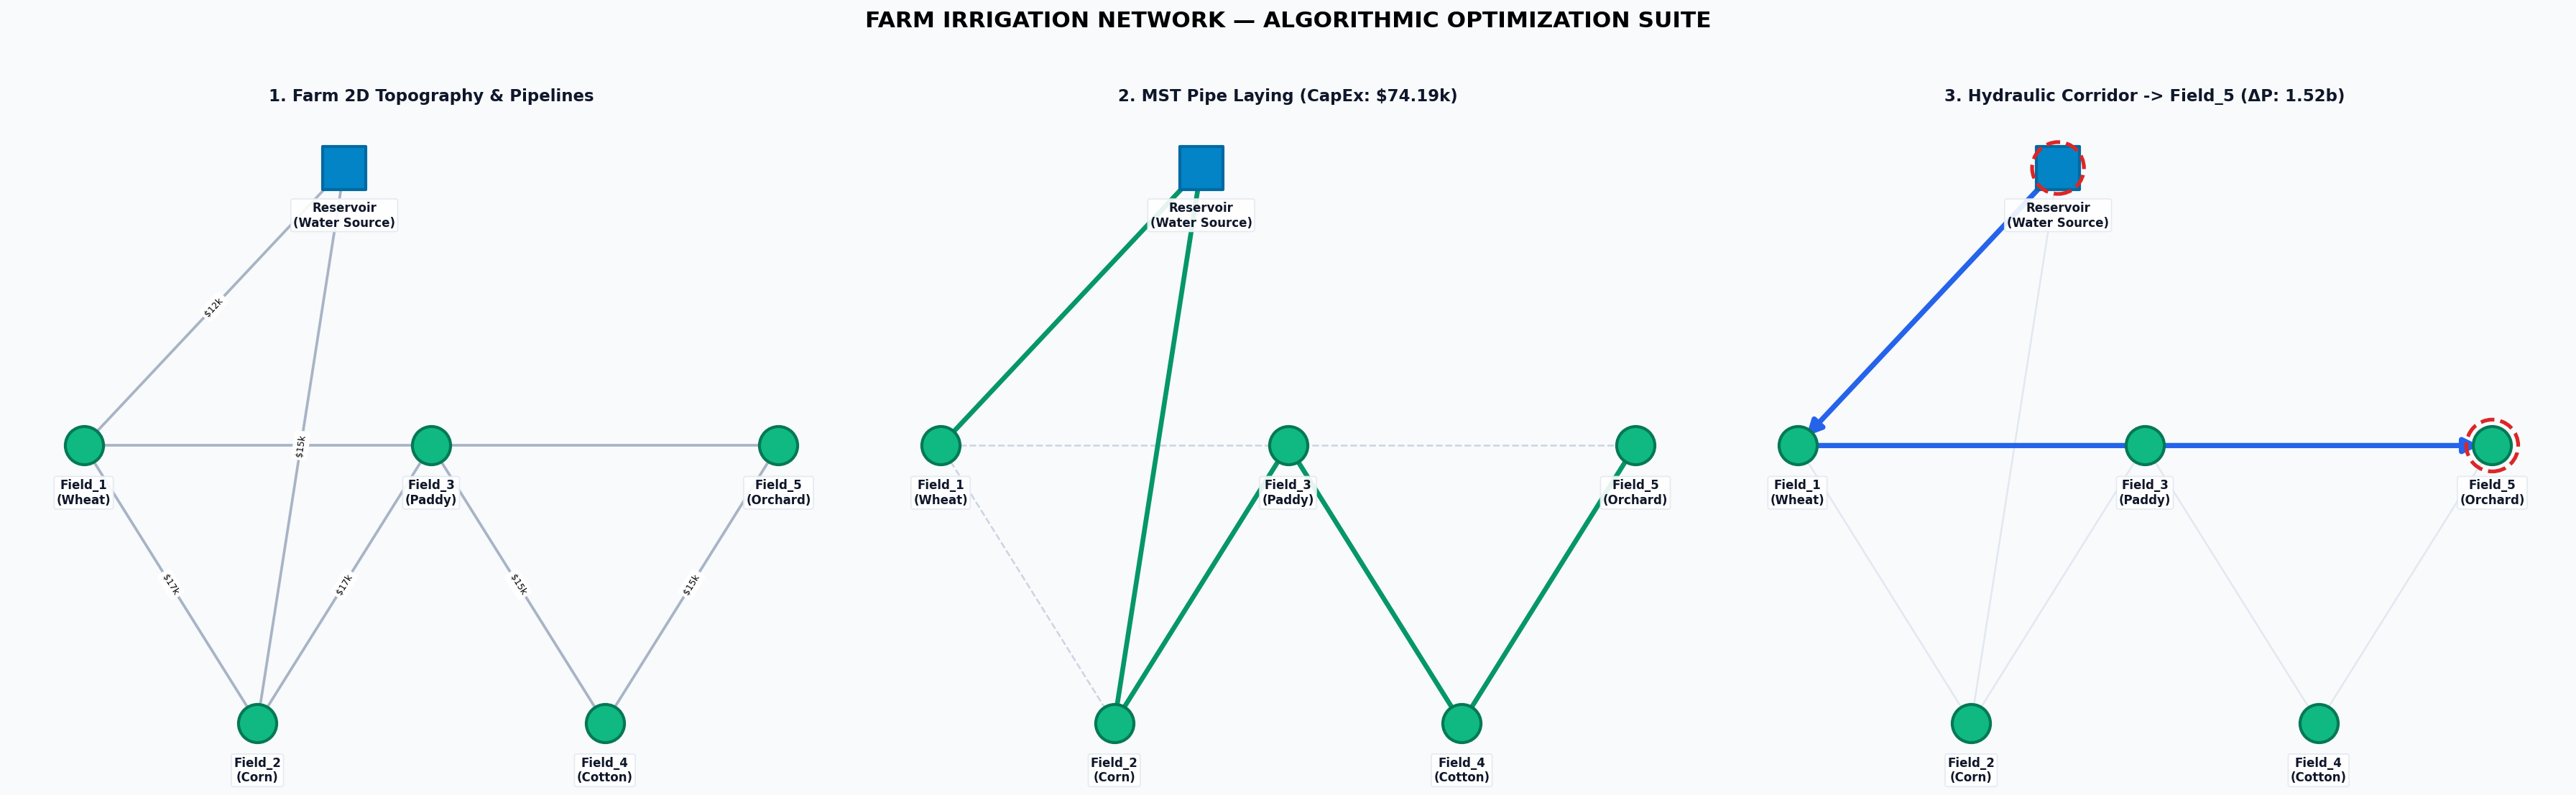 FARM IRRIGATION NETWORK — ALGORITHMIC OPTIMIZATION SUITE
1. Farm 2D Topography & Pipelines
Reservoir
(Water Source)
$12k
$15k
Field_1
(Wheat)
Field_3
(Paddy)
Field_5
(Orchard)
$17k
$17k
$15k
$15k
Field_2
(Corn)
Field_4
(Cotton)
2. MST Pipe Laying (CapEx: $74.19k)
Reservoir
(Water Source)
Field_1
(Wheat)
Field_3
(Paddy)
Field_5
(Orchard)
Field_2
(Corn)
Field_4
(Cotton)
3. Hydraulic Corridor -> Field_5 (ΔP: 1.52b)
Reservoir
(Water Source)
Field_1
(Wheat)
Field_3
(Paddy)
Field_5
(Orchard)
Field_2
(Corn)
Field_4
(Cotton)